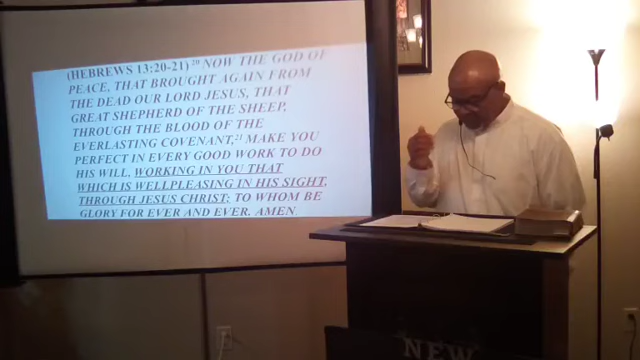 (HEBREWS 13:20-21) 20 NOW THE GOD OF
PEACE, THAT BROUGHT AGAIN FROM
THE DEAD OUR LORD JESUS, THAT
GREAT SHEPHERD OF THE SHEEP,
THROUGH THE BLOOD OF THE
EVERLASTING COVENANT, 21 MAKE YOU
PERFECT IN EVERY GOOD WORK TO DO
HIS WILL, WORKING IN YOU THAT
WHICH IS WELLPLEASING IN HIS SIGHT,
THROUGH JESUS CHRIST; TO WHOM BE
GLORY FOR EVER AND EVER. AMEN.
NEW